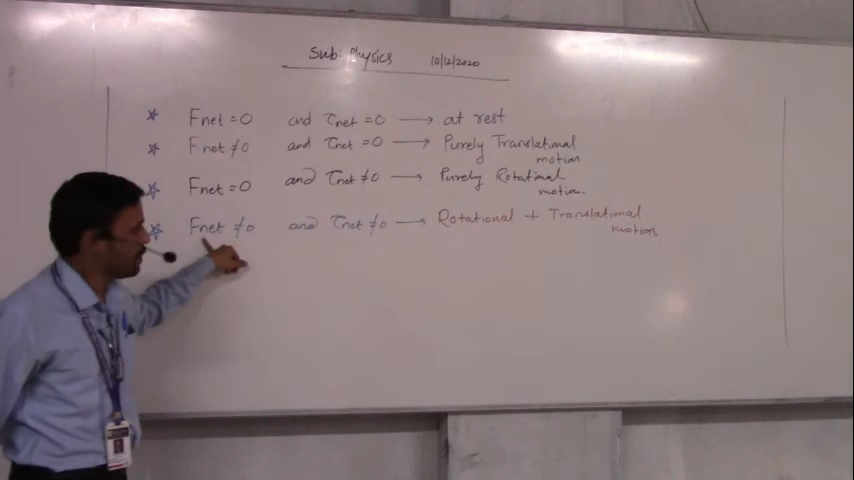 Sub: Physics 10/12/2020
☆ Fnet = 0 and τnet = 0 → at rest
☆ Fnet ≠ 0 and τnet = 0 → Purely Translational
motion
☆ Fnet = 0 and τnet ≠ 0 → Purely Rotational
motion.
☆ Fnet ≠ 0 and τnet ≠ 0 → Rotational + Translational
motion